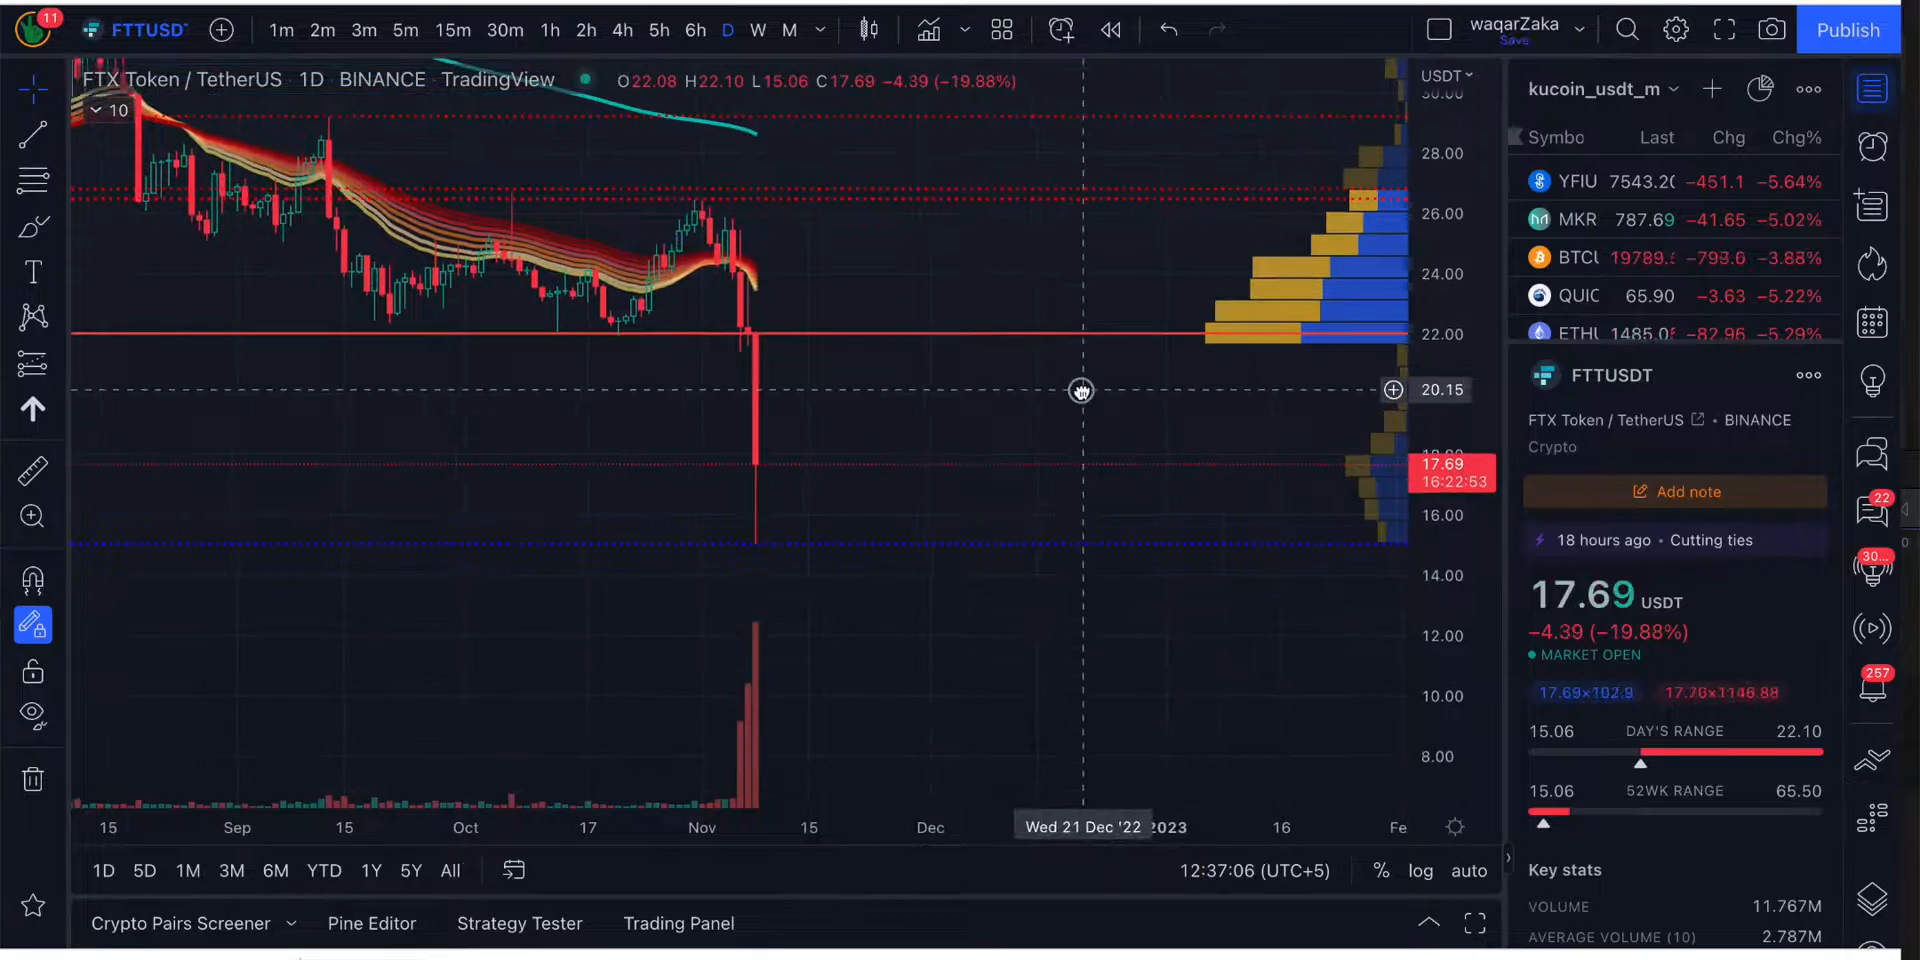 11
FTTUSDT
1m 2m 3m 5m 15m 30m 1h 2h 4h 5h 6h D W M
waqarZaka
Save
Publish
FTX Token / TetherUS · 1D · BINANCE · TradingView
O22.08 H22.10 L15.06 C17.69 −4.39 (−19.88%)
10
USDT
30.00
28.00
26.00
24.00
22.00
20.15
18.00
17.69
16:22:53
16.00
14.00
12.00
10.00
8.00
15 Sep 15 Oct 17 Nov 15 Dec Wed 21 Dec '22 2023 16 Fe
1D 5D 1M 3M 6M YTD 1Y 5Y All
12:37:06 (UTC+5) % log auto
Crypto Pairs Screener Pine Editor Strategy Tester Trading Panel
kucoin_usdt_m
Symbo Last Chg Chg%
YFIU 7543.20 −451.1 −5.64%
MKR 787.69 −41.65 −5.02%
BTCU 19789. −798.6 −3.88%
QUIC 65.90 −3.63 −5.22%
ETHU 1485.0 −82.96 −5.29%
FTTUSDT
FTX Token / TetherUS • BINANCE
Crypto
Add note
18 hours ago • Cutting ties
17.69 USDT
−4.39 (−19.88%)
MARKET OPEN
17.69×102.9 17.70×1146.88
15.06 DAY'S RANGE 22.10
15.06 52WK RANGE 65.50
Key stats
VOLUME 11.767M
AVERAGE VOLUME (10) 2.787M
22
30...
257